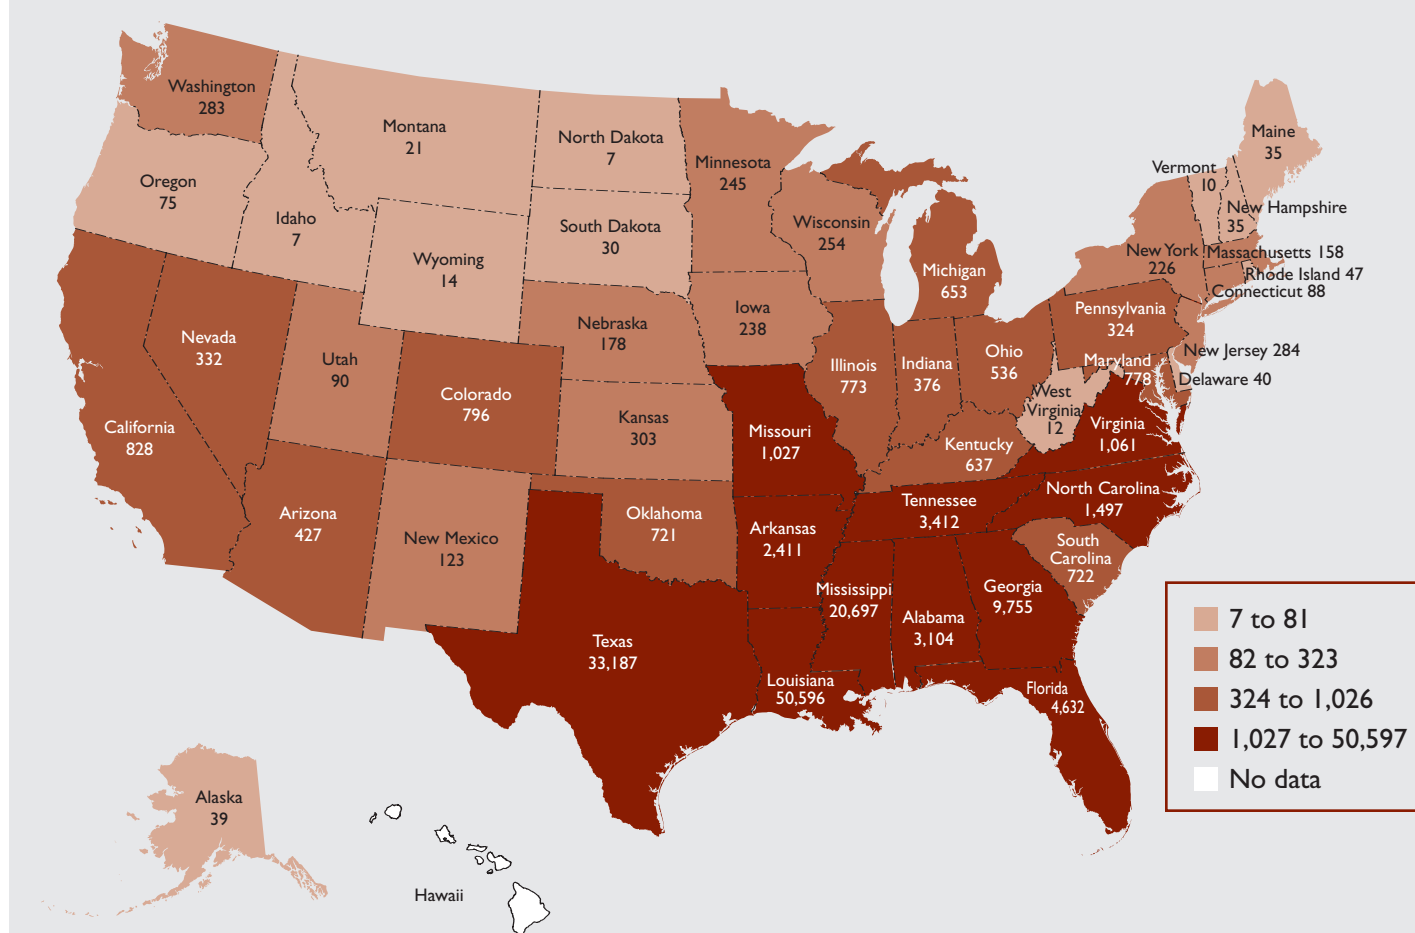 Washington
283
Montana
21
North Dakota
7
Minnesota
245
Maine
35
Vermont
10
Oregon
75
Idaho
7
South Dakota
30
Wisconsin
254
New Hampshire
35
Wyoming
14
Michigan
653
New York
226
Massachusetts 158
Rhode Island 47
Connecticut 88
Nevada
332
Utah
90
Nebraska
178
Iowa
238
Pennsylvania
324
New Jersey 284
Illinois
773
Indiana
376
Ohio
536
Maryland
778
Delaware 40
Colorado
796
West
Virginia
12
California
828
Kansas
303
Missouri
1,027
Kentucky
637
Virginia
1,061
Arizona
427
New Mexico
123
Oklahoma
721
Arkansas
2,411
Tennessee
3,412
North Carolina
1,497
South
Carolina
722
Texas
33,187
Mississippi
20,697
Alabama
3,104
Georgia
9,755
Louisiana
50,596
Florida
4,632
Alaska
39
Hawaii
7 to 81
82 to 323
324 to 1,026
1,027 to 50,597
No data